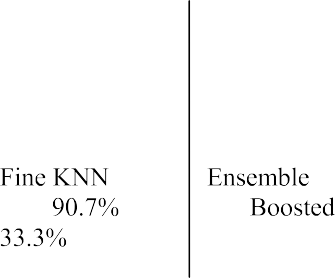 Fine KNN
90.7%
33.3%
Ensemble
Boosted